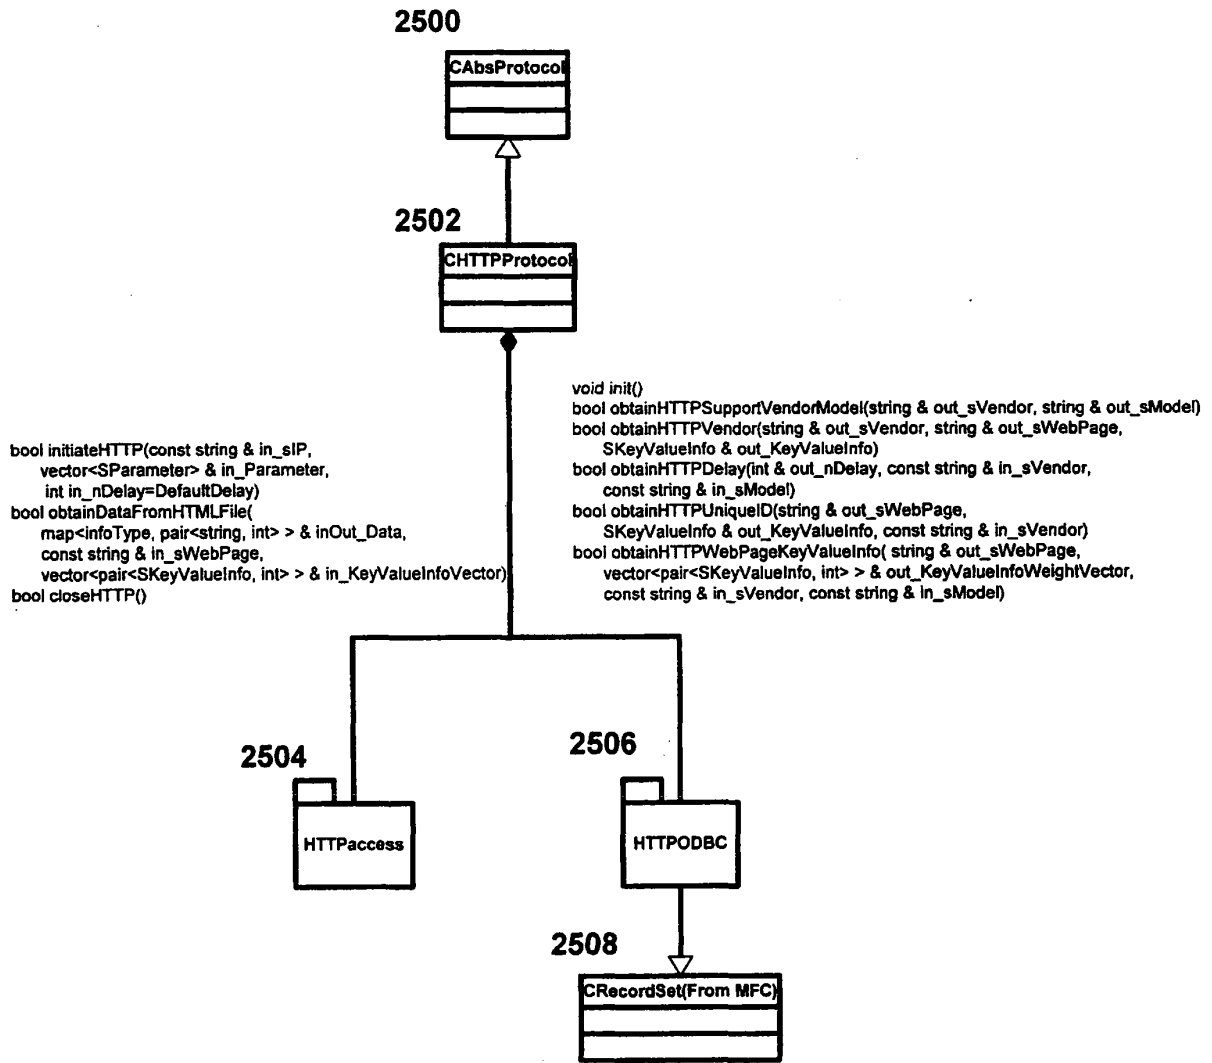 2500
CAbsProtocol
2502
CHTTPProtocol
void init()
bool obtainHTTPSupportVendorModel(string & out_sVendor, string & out_sModel)
bool obtainHTTPVendor(string & out_sVendor, string & out_sWebPage,
SKeyValueInfo & out_KeyValueInfo)
bool obtainHTTPDelay(int & out_nDelay, const string & in_sVendor,
const string & in_sModel)
bool obtainHTTPUniqueID(string & out_sWebPage,
SKeyValueInfo & out_KeyValueInfo, const string & in_sVendor)
bool obtainHTTPWebPageKeyValueInfo( string & out_sWebPage,
vector<pair<SKeyValueInfo, int> > & out_KeyValueInfoWeightVector,
const string & in_sVendor, const string & in_sModel)
bool initiateHTTP(const string & in_sIP,
vector<SParameter> & in_Parameter,
int in_nDelay=DefaultDelay)
bool obtainDataFromHTMLFile(
map<infoType, pair<string, int> > & inOut_Data,
const string & in_sWebPage,
vector<pair<SKeyValueInfo, int> > & in_KeyValueInfoVector)
bool closeHTTP()
2504
HTTPaccess
2506
HTTPODBC
2508
CRecordSet(From MFC)